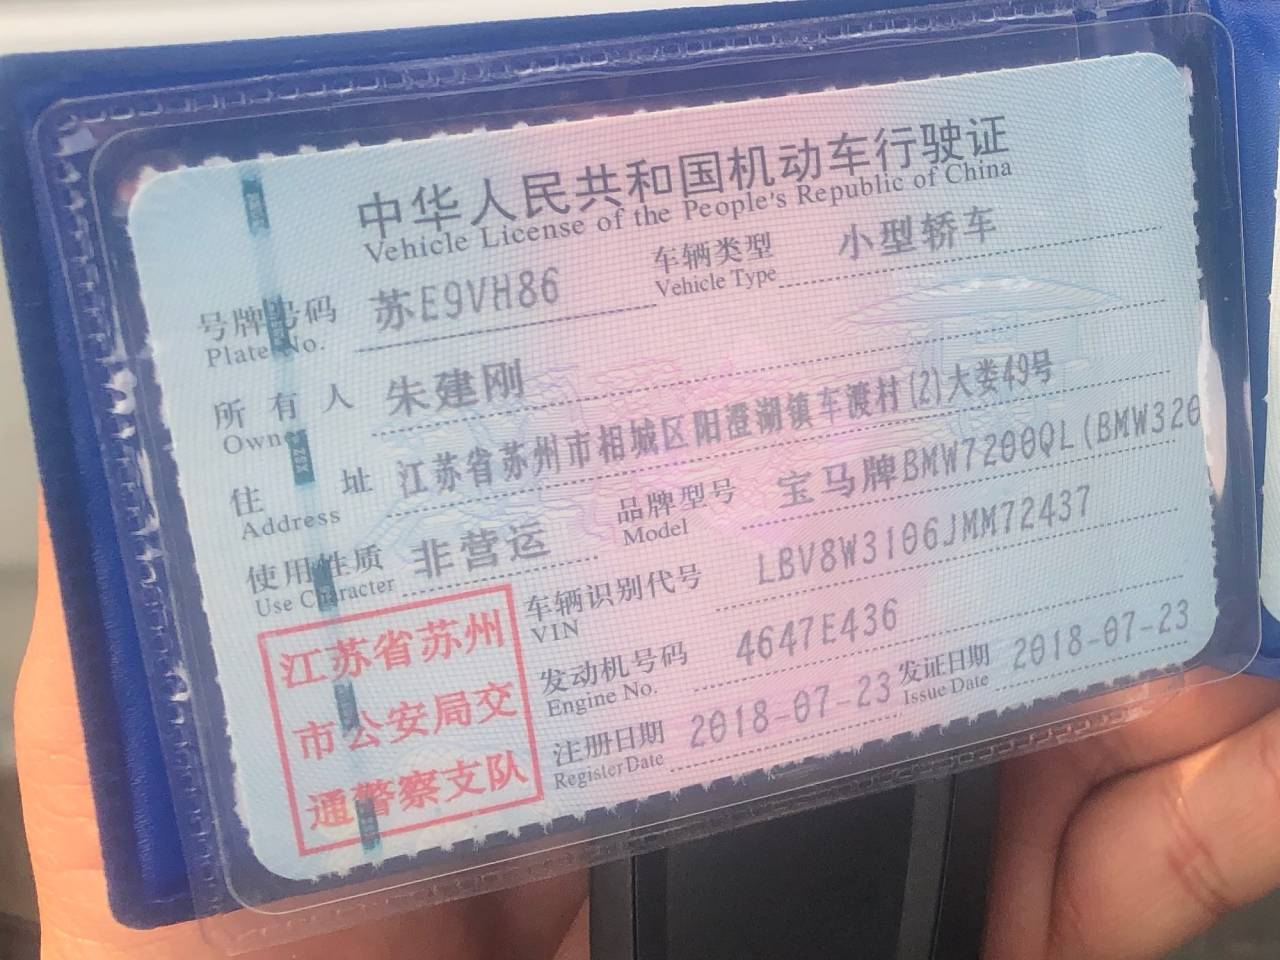 中华人民共和国机动车行驶证
Vehicle License of the People's Republic of China
号牌号码 苏E9VH86 车辆类型 小型轿车
Plate No. Vehicle Type
所有人 朱建刚
Owner
住址 江苏省苏州市相城区阳澄湖镇车渡村(2)大娄49号
Address
使用性质 非营运 品牌型号 宝马牌BMW7200QL(BMW320
Use Character Model
车辆识别代号 LBV8W3106JMM72437
VIN
发动机号码 4647E436
Engine No.
注册日期 2018-07-23 发证日期 2018-07-23
Register Date Issue Date
江苏省苏州
市公安局交
通警察支队